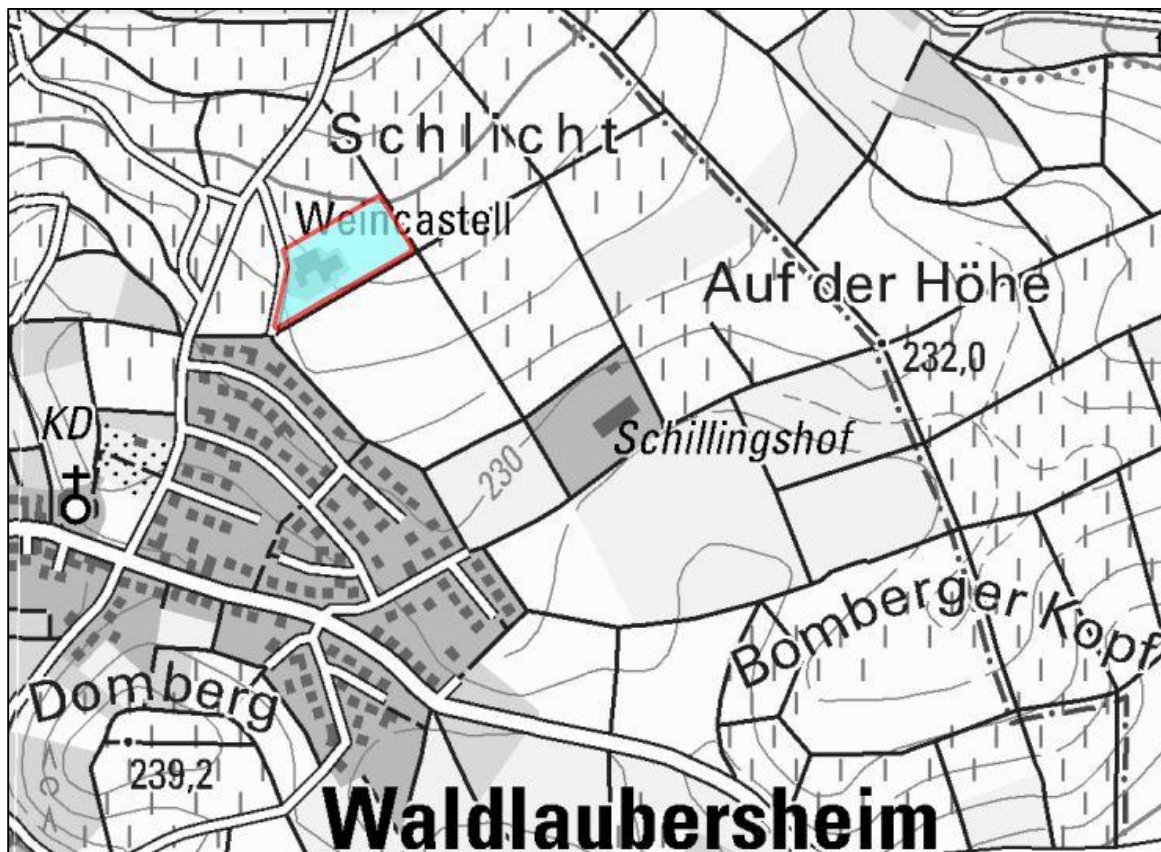 Schlicht
Weincastell
Auf der Höhe
232,0
KD
Schillingshof
230
Bomberger Kopf
Domberg
239,2
Waldlaubersheim